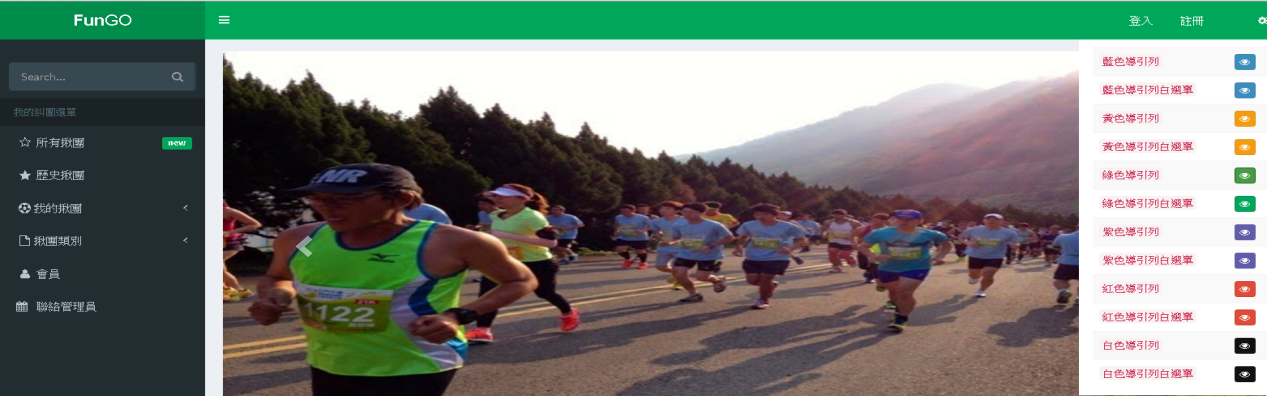 FunGO
登入 註冊
Search...
我的糾團選單
所有揪團 new
歷史揪團
我的揪團
揪團類別
會員
聯絡管理員
NR
1122
21K
藍色導引列
藍色導引列白選單
黃色導引列
黃色導引列白選單
綠色導引列
綠色導引列白選單
紫色導引列
紫色導引列白選單
紅色導引列
紅色導引列白選單
白色導引列
白色導引列白選單